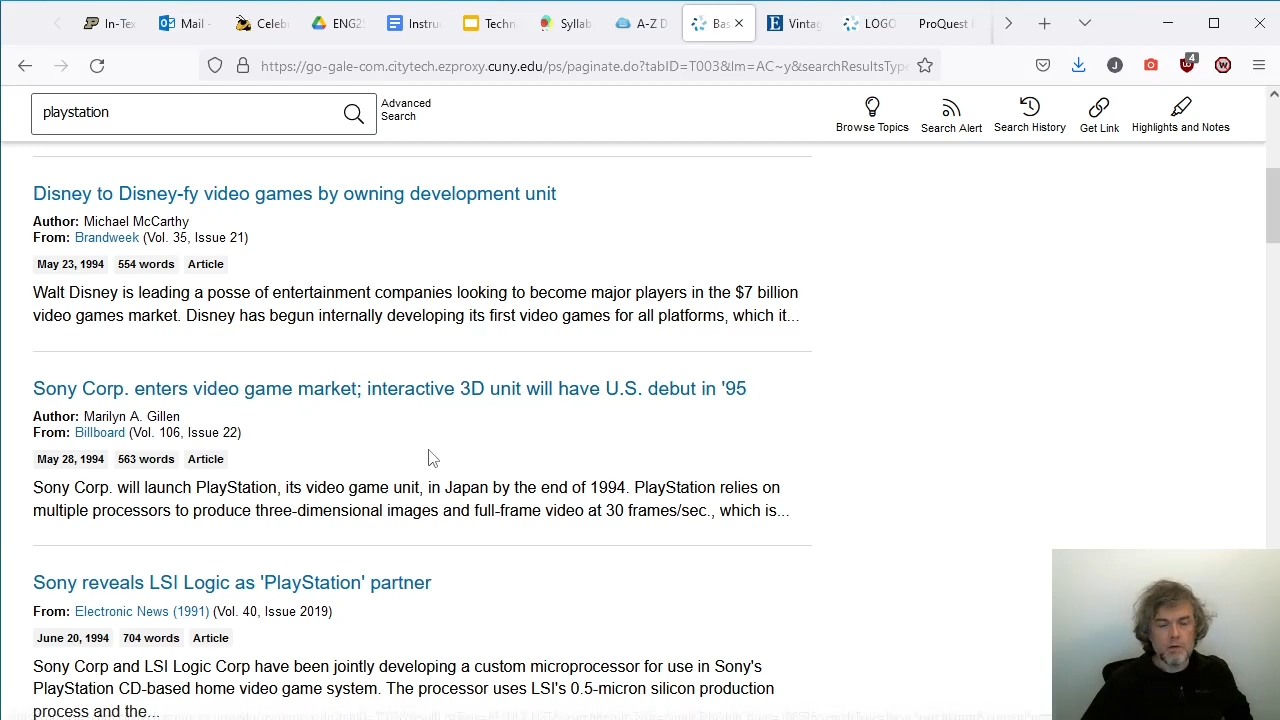 In-Tex
Mail -
Celeb
ENG2
Instruc
Techn
Syllab
A-Z D
Bas
Vintag
LOGO
ProQuest
https://go-gale-com.citytech.ezproxy.cuny.edu/ps/paginate.do?tabID=T003&lm=AC~y&searchResultsType
J
4
W
playstation
Advanced
Search
Browse Topics
Search Alert
Search History
Get Link
Highlights and Notes
Disney to Disney-fy video games by owning development unit
Author: Michael McCarthy
From: Brandweek (Vol. 35, Issue 21)
May 23, 1994 554 words Article
Walt Disney is leading a posse of entertainment companies looking to become major players in the $7 billion
video games market. Disney has begun internally developing its first video games for all platforms, which it...
Sony Corp. enters video game market; interactive 3D unit will have U.S. debut in '95
Author: Marilyn A. Gillen
From: Billboard (Vol. 106, Issue 22)
May 28, 1994 563 words Article
Sony Corp. will launch PlayStation, its video game unit, in Japan by the end of 1994. PlayStation relies on
multiple processors to produce three-dimensional images and full-frame video at 30 frames/sec., which is...
Sony reveals LSI Logic as 'PlayStation' partner
From: Electronic News (1991) (Vol. 40, Issue 2019)
June 20, 1994 704 words Article
Sony Corp and LSI Logic Corp have been jointly developing a custom microprocessor for use in Sony's
PlayStation CD-based home video game system. The processor uses LSI's 0.5-micron silicon production
process and the...